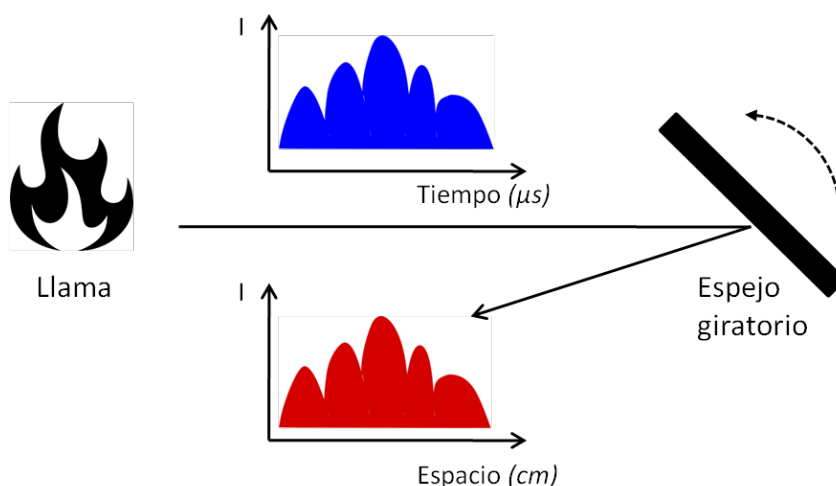 I
Tiempo (µs)
Llama
Espejo
giratorio
I
Espacio (cm)